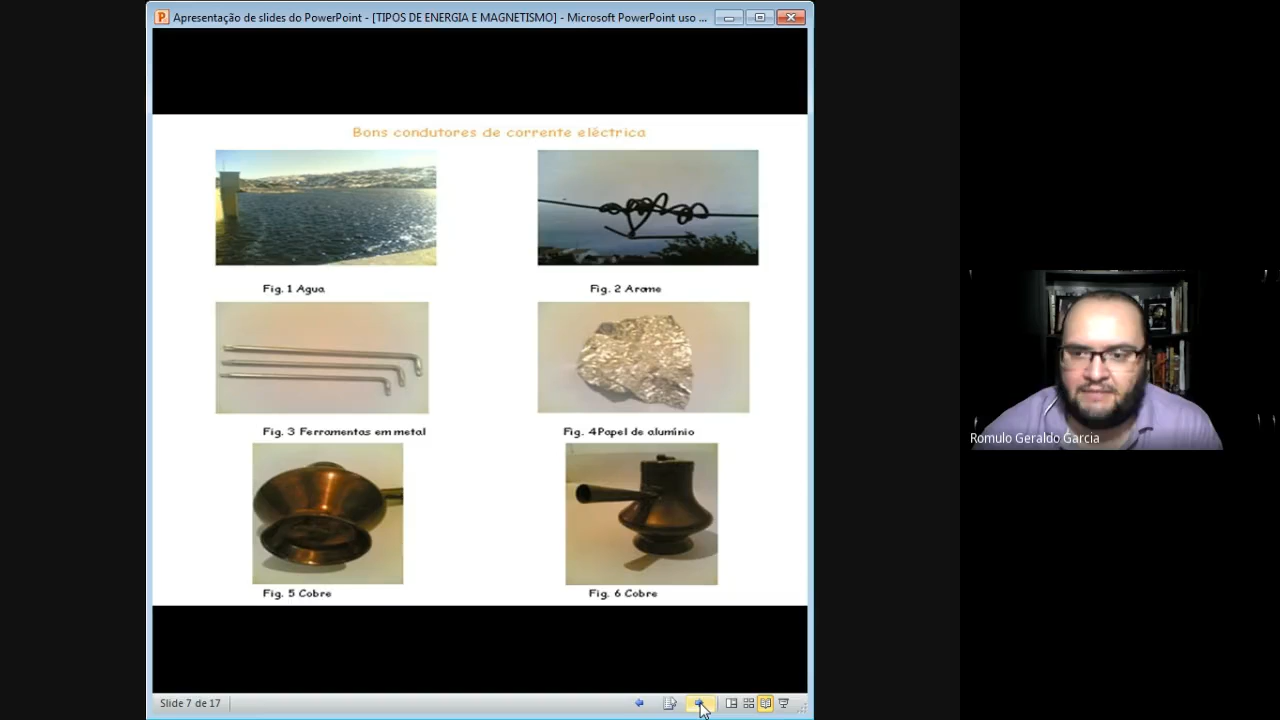 Apresentação de slides do PowerPoint - [TIPOS DE ENERGIA E MAGNETISMO] - Microsoft PowerPoint uso ...
Bons condutores de corrente eléctrica
Fig. 1 Agua
Fig. 2 Arame
Fig. 3 Ferramentas em metal
Fig. 4Papel de alumínio
Fig. 5 Cobre
Fig. 6 Cobre
Romulo Geraldo Garcia
Slide 7 de 17